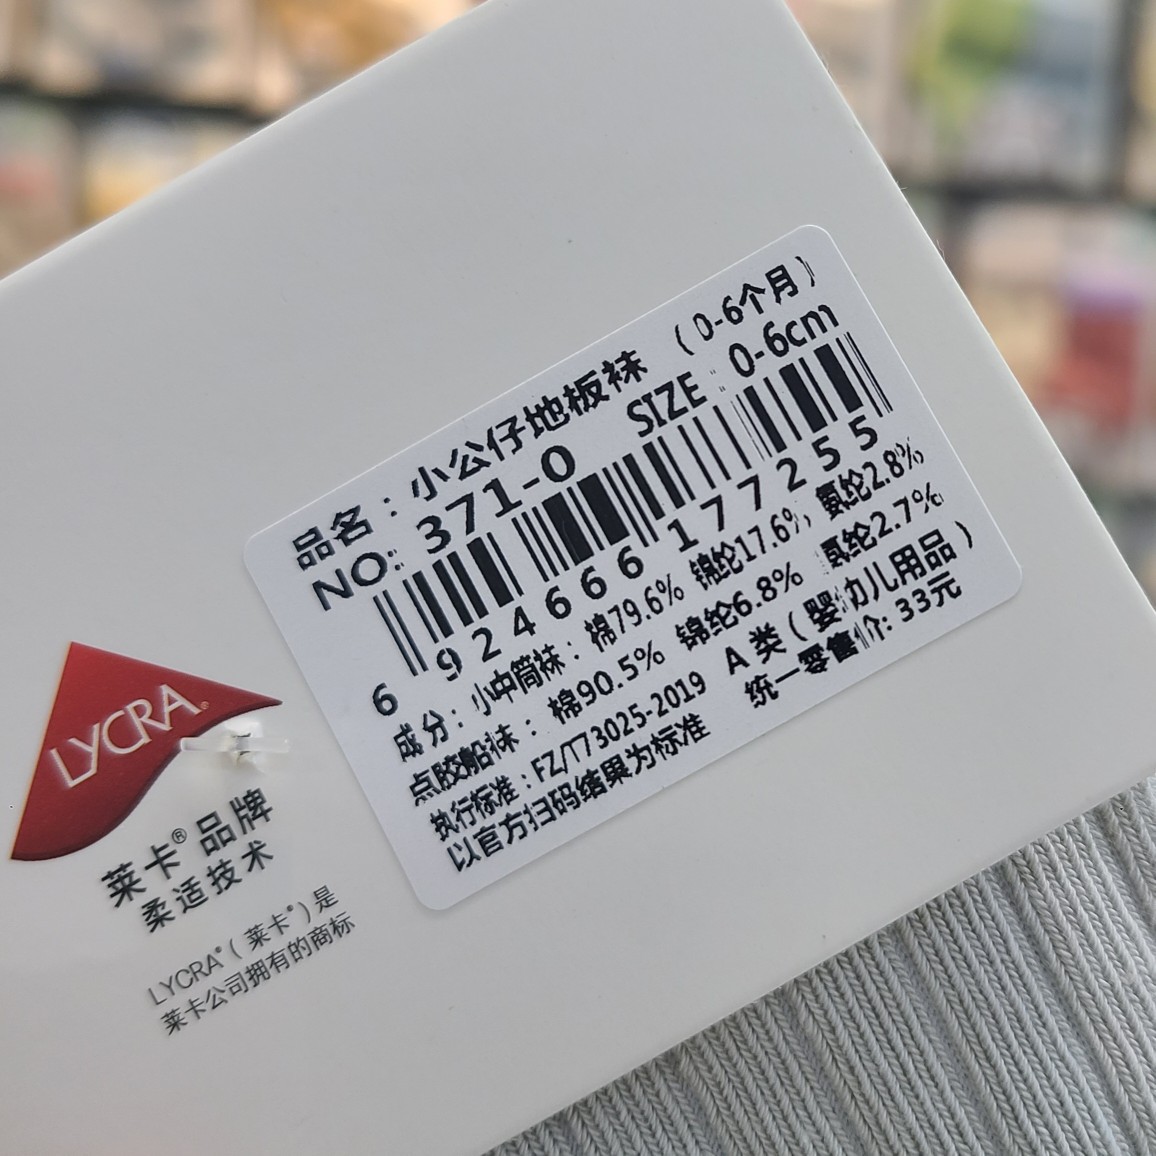 品名：小公仔地板袜 （0-6个月）
NO: 371-0 SIZE: 0-6cm
6 924666 177255
成分：小中筒袜：棉79.6% 锦纶17.6% 氨纶2.8%
点胶船袜：棉90.5% 锦纶6.8% 氨纶2.7%
执行标准：FZ/T73025-2019 A类（婴幼儿用品）
以官方扫码结果为标准 统一零售价: 33元
LYCRA®
莱卡®品牌
柔适技术
LYCRA®(莱卡®)是
莱卡公司拥有的商标